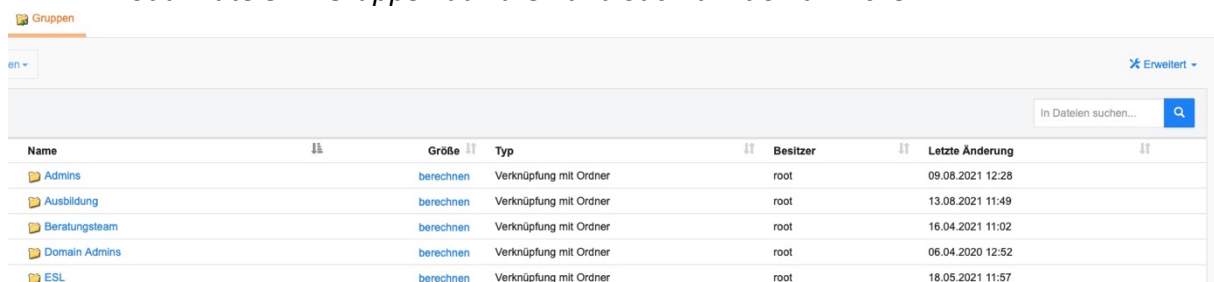 Gruppen
en
Erweitert
In Dateien suchen...
Name Größe Typ Besitzer Letzte Änderung
Admins berechnen Verknüpfung mit Ordner root 09.08.2021 12:28
Ausbildung berechnen Verknüpfung mit Ordner root 13.08.2021 11:49
Beratungsteam berechnen Verknüpfung mit Ordner root 16.04.2021 11:02
Domain Admins berechnen Verknüpfung mit Ordner root 06.04.2020 12:52
ESL berechnen Verknüpfung mit Ordner root 18.05.2021 11:57